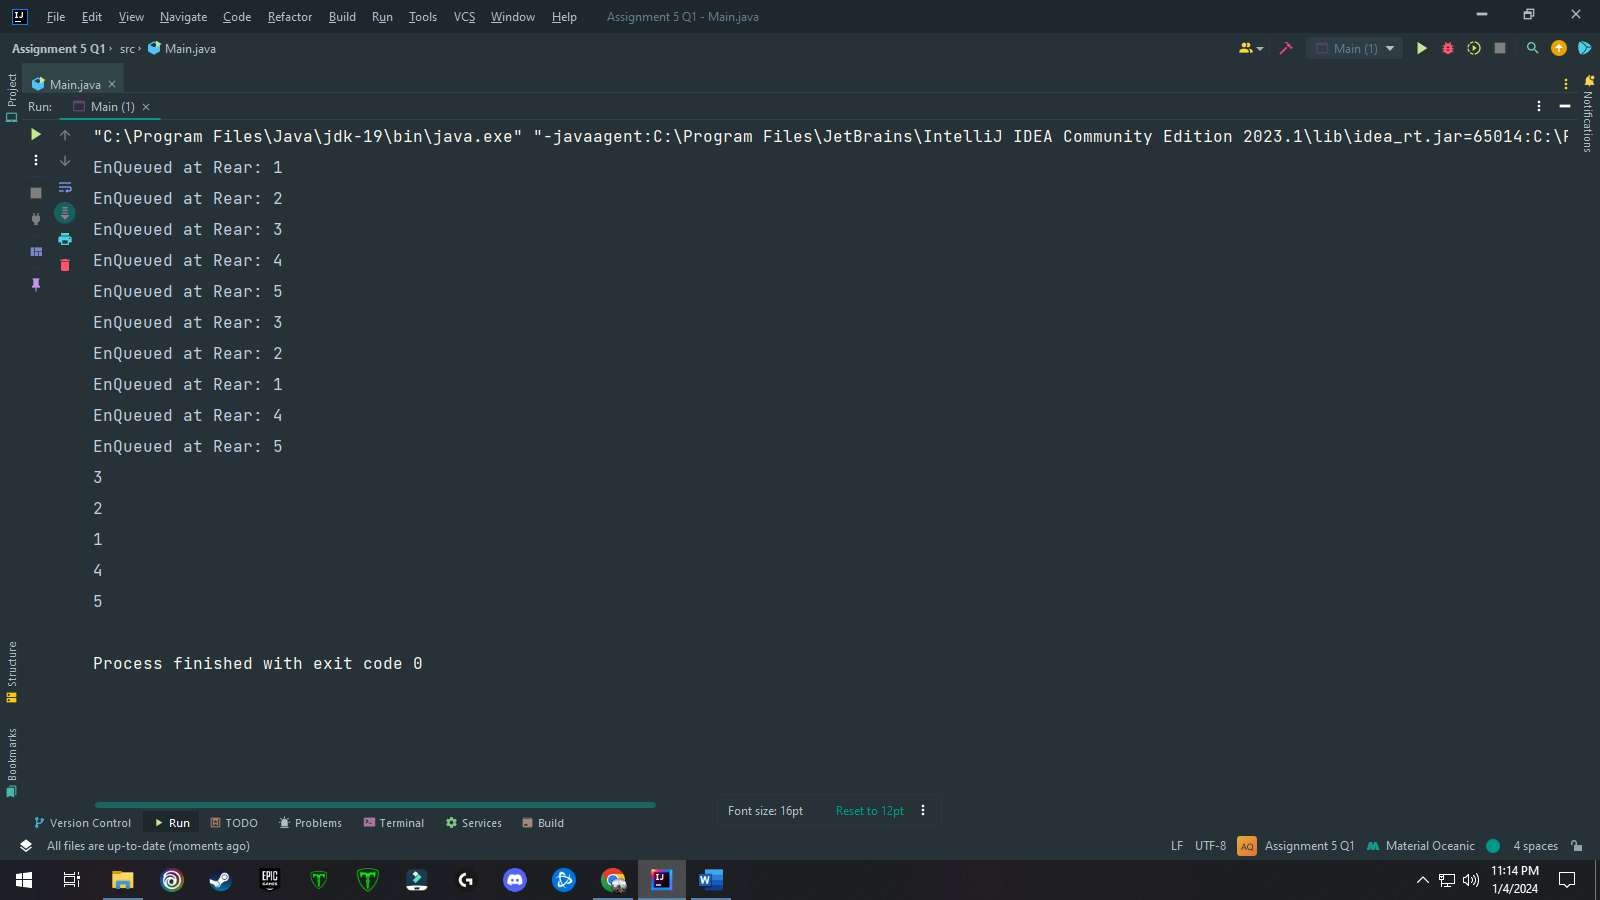 IJ File Edit View Navigate Code Refactor Build Run Tools VCS Window Help Assignment 5 Q1 - Main.java
Assignment 5 Q1 › src › Main.java Main (1)
Project
Main.java ×
Run: Main (1) ×
Notifications
"C:\Program Files\Java\jdk-19\bin\java.exe" "-javaagent:C:\Program Files\JetBrains\IntelliJ IDEA Community Edition 2023.1\lib\idea_rt.jar=65014:C:\
EnQueued at Rear: 1
EnQueued at Rear: 2
EnQueued at Rear: 3
EnQueued at Rear: 4
EnQueued at Rear: 5
EnQueued at Rear: 3
EnQueued at Rear: 2
EnQueued at Rear: 1
EnQueued at Rear: 4
EnQueued at Rear: 5
3
2
1
4
5
Process finished with exit code 0
Structure
Bookmarks
Font size: 16pt Reset to 12pt
Version Control Run TODO Problems Terminal Services Build
All files are up-to-date (moments ago) LF UTF-8 AQ Assignment 5 Q1 Material Oceanic 4 spaces
EPIC GAMES IJ W 11:14 PM
1/4/2024